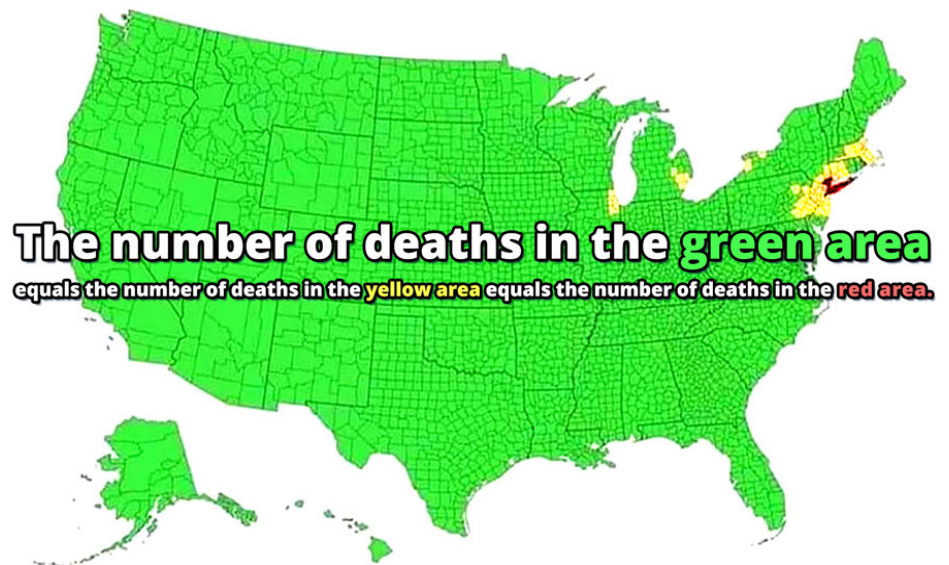 The number of deaths in the green area
equals the number of deaths in the yellow area equals the number of deaths in the red area.